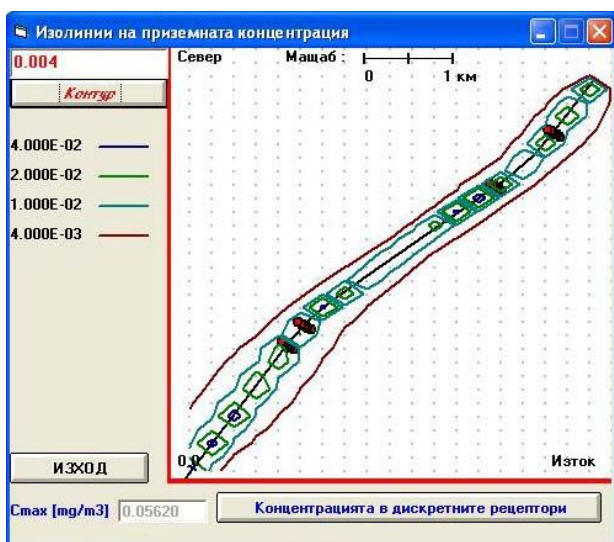 Изолинии на приземната концентрация
0.004
Контур
4.000E-02
2.000E-02
1.000E-02
4.000E-03
Север
Мащаб :
0 1 км
0,0
Изток
ИЗХОД
Cmax [mg/m3] 0.05620
Концентрацията в дискретните рецептори